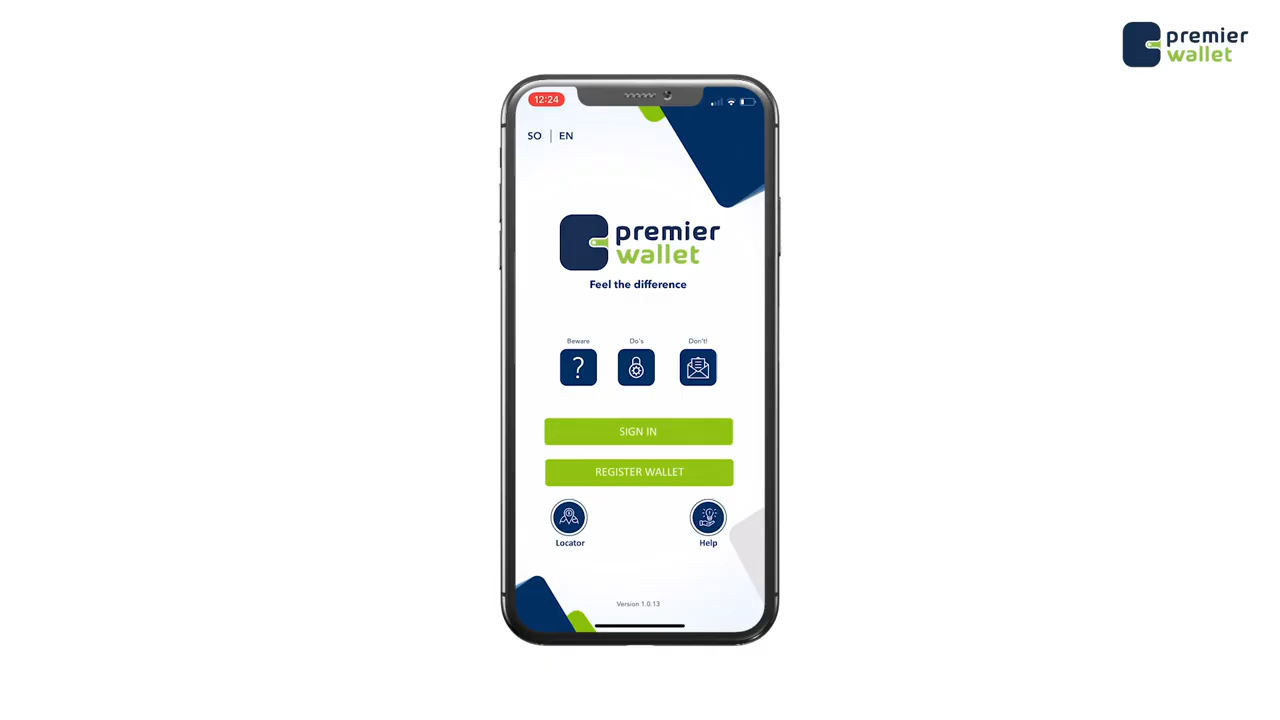 premier
wallet
12:24
SO | EN
premier
wallet
Feel the difference
Beware
Do's
Don't!
SIGN IN
REGISTER WALLET
Locator
Help
Version 1.0.13